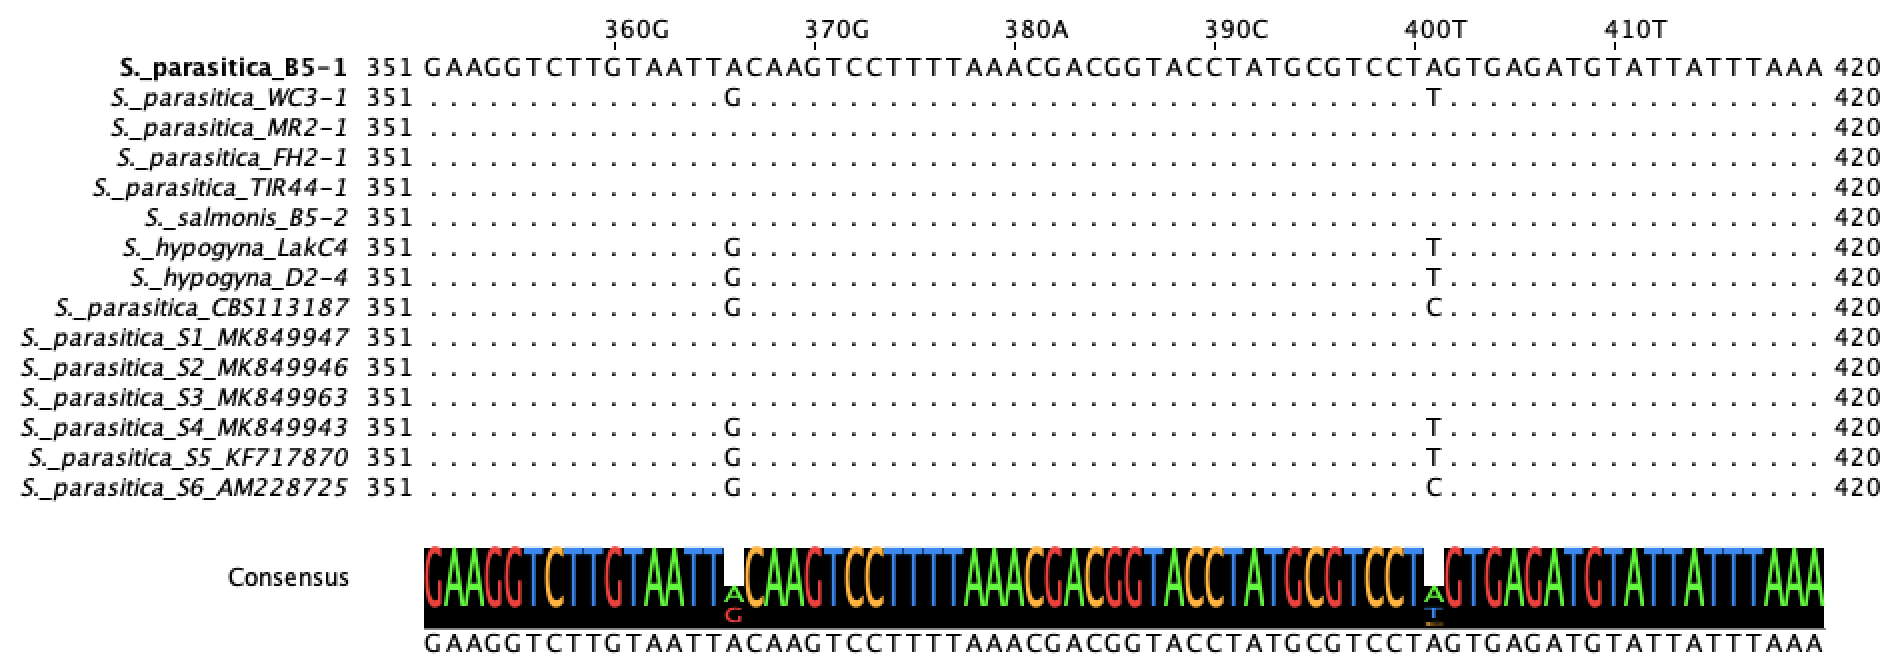 360G 370G 380A 390C 400T 410T
S._parasitica_B5-1 351 GAAGGTCTTGTAATTACAAGTCCTTTTAAACGACGGTACCTATGCGTCCTAGTGAGATGTATTATTTAAA 420
S._parasitica_WC3-1 351 ...............G..................................T................... 420
S._parasitica_MR2-1 351 ...................................................................... 420
S._parasitica_FH2-1 351 ...................................................................... 420
S._parasitica_TIR44-1 351 ...................................................................... 420
S._salmonis_B5-2 351 ...................................................................... 420
S._hypogyna_LakC4 351 ...............G..................................T................... 420
S._hypogyna_D2-4 351 ...............G..................................T................... 420
S._parasitica_CBS113187 351 ...............G..................................C................... 420
S._parasitica_S1_MK849947 351 ...................................................................... 420
S._parasitica_S2_MK849946 351 ...................................................................... 420
S._parasitica_S3_MK849963 351 ...................................................................... 420
S._parasitica_S4_MK849943 351 ...............G..................................T................... 420
S._parasitica_S5_KF717870 351 ...............G..................................T................... 420
S._parasitica_S6_AM228725 351 ...............G..................................C................... 420
Consensus GAAGGTCTTGTAATTACAAGTCCTTTTAAACGACGGTACCTATGCGTCCTAGTGAGATGTATTATTTAAA
G T
GAAGGTCTTGTAATTACAAGTCCTTTTAAACGACGGTACCTATGCGTCCTAGTGAGATGTATTATTTAAA